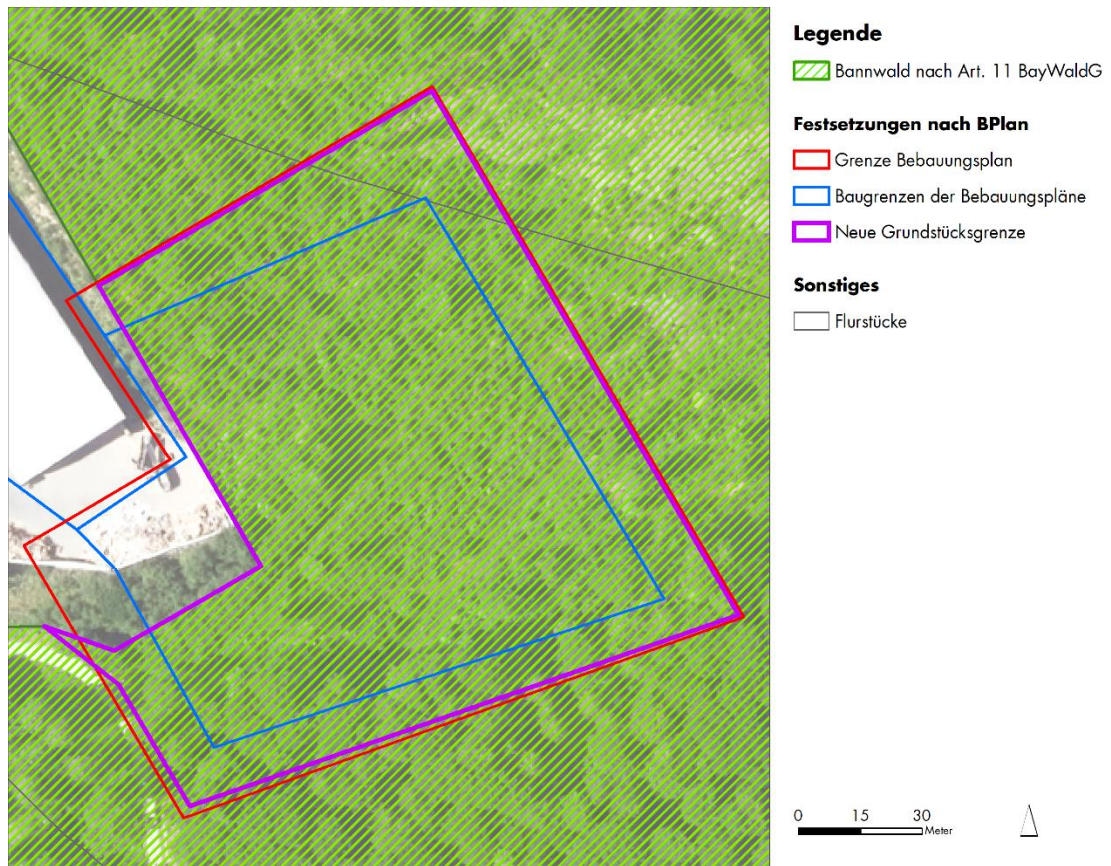 Legende
Bannwald nach Art. 11 BayWaldG
Festsetzungen nach BPlan
Grenze Bebauungsplan
Baugrenzen der Bebauungspläne
Neue Grundstücksgrenze
Sonstiges
Flurstücke
0 15 30
Meter